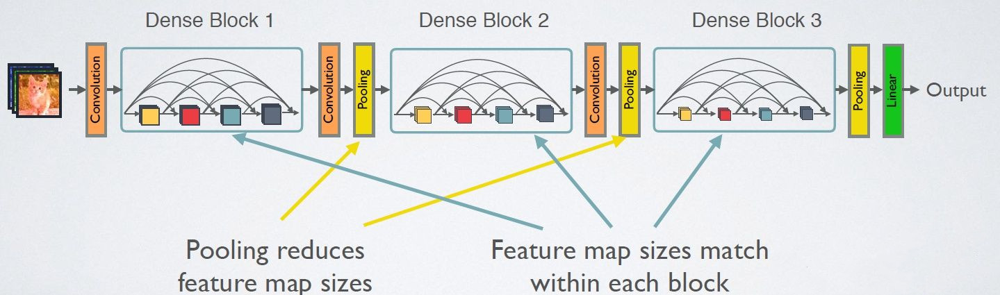 Dense Block 1
Dense Block 2
Dense Block 3
Convolution
Convolution
Pooling
Convolution
Pooling
Pooling
Linear
Output
Pooling reduces
feature map sizes
Feature map sizes match
within each block